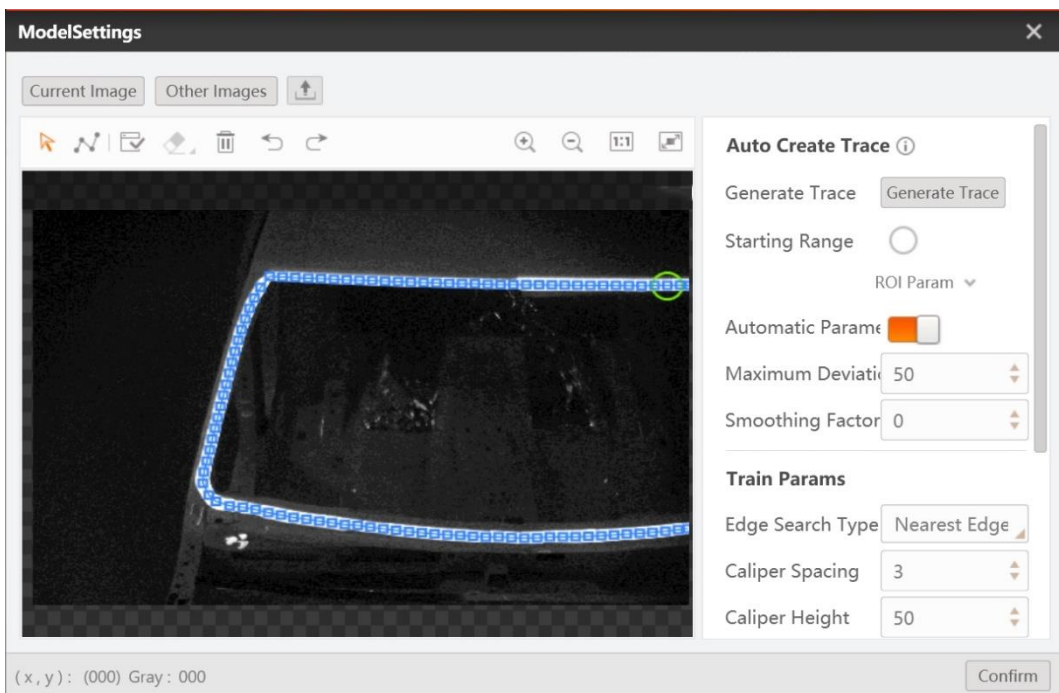 ModelSettings
Current Image Other Images
1:1
Auto Create Trace
Generate Trace Generate Trace
Starting Range
ROI Param
Automatic Parame
Maximum Deviati 50
Smoothing Factor 0
Train Params
Edge Search Type Nearest Edge
Caliper Spacing 3
Caliper Height 50
( x , y ) : (000) Gray : 000 Confirm